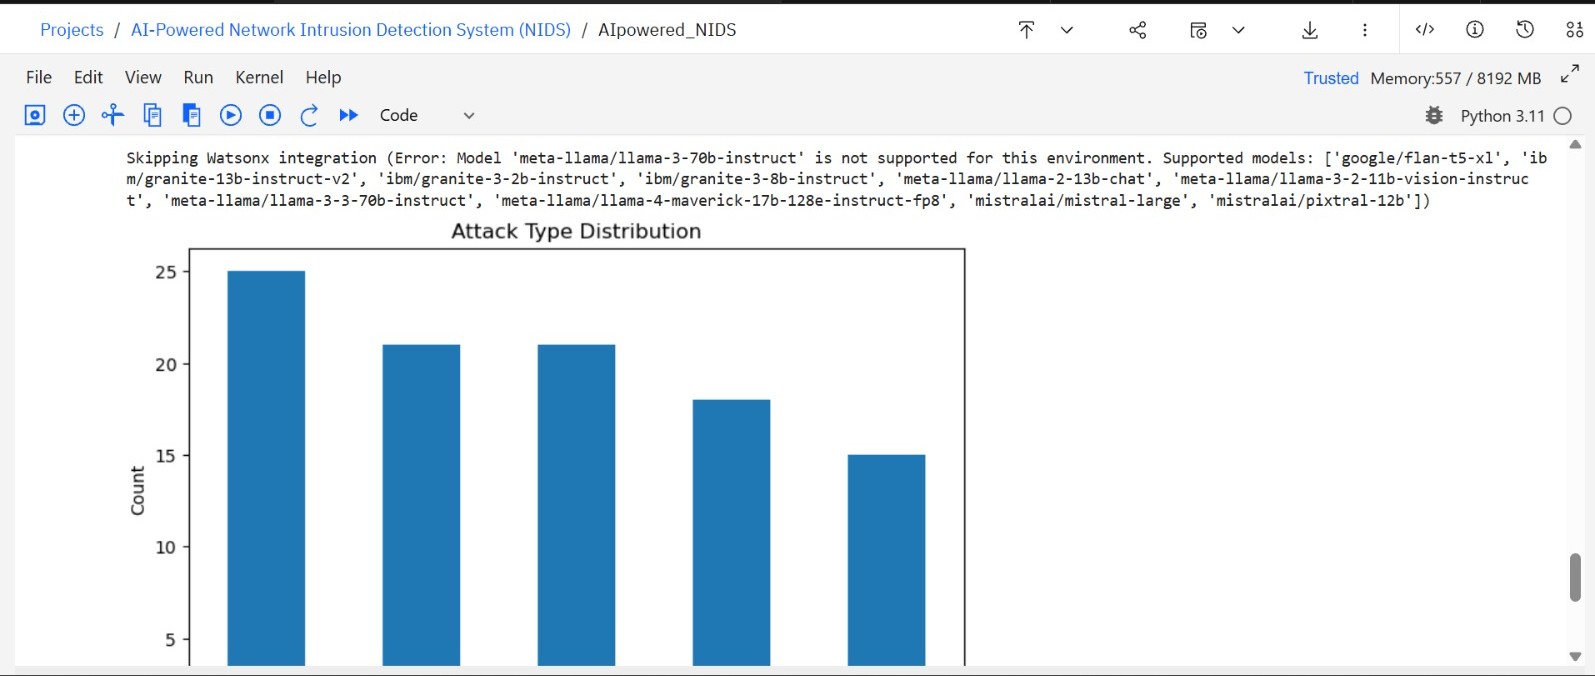 Projects / AI-Powered Network Intrusion Detection System (NIDS) / AIpowered_NIDS
File Edit View Run Kernel Help
Trusted Memory:557 / 8192 MB
Code
Python 3.11
Skipping Watsonx integration (Error: Model 'meta-llama/llama-3-70b-instruct' is not supported for this environment. Supported models: ['google/flan-t5-xl', 'ib
m/granite-13b-instruct-v2', 'ibm/granite-3-2b-instruct', 'ibm/granite-3-8b-instruct', 'meta-llama/llama-2-13b-chat', 'meta-llama/llama-3-2-11b-vision-instruc
t', 'meta-llama/llama-3-3-70b-instruct', 'meta-llama/llama-4-maverick-17b-128e-instruct-fp8', 'mistralai/mistral-large', 'mistralai/pixtral-12b'])
Attack Type Distribution
25
20
15
Count
10
5